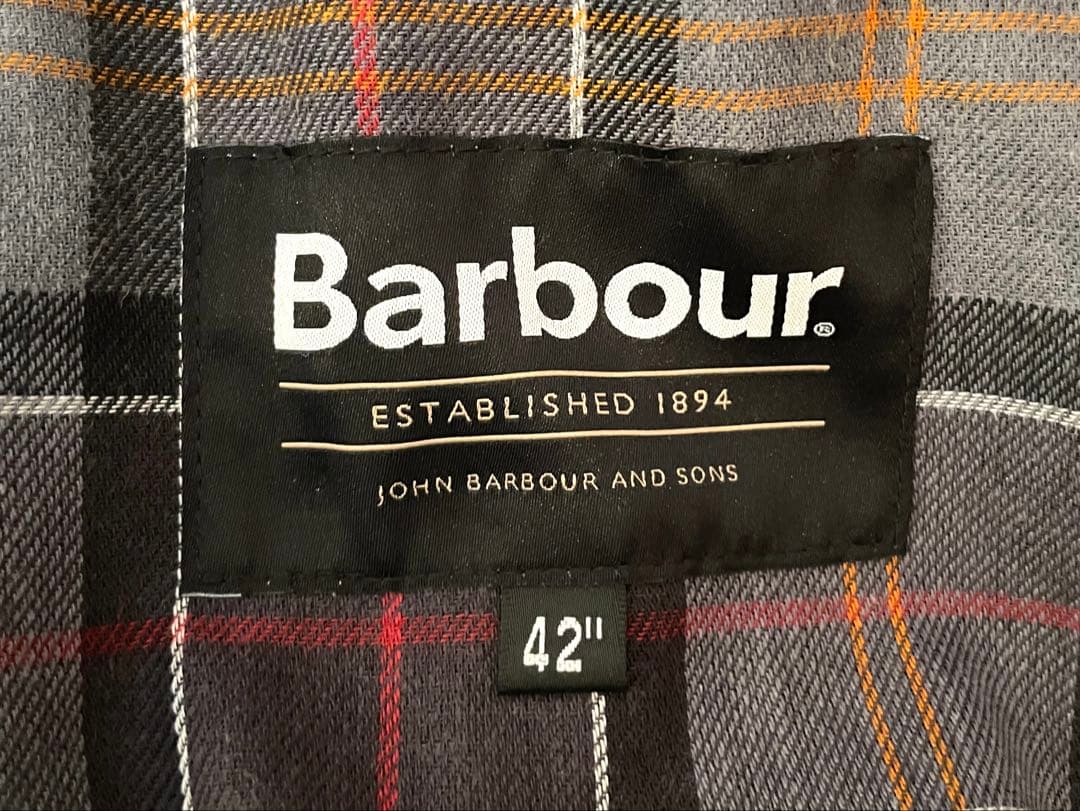 Barbour®
ESTABLISHED 1894
JOHN BARBOUR AND SONS
42"